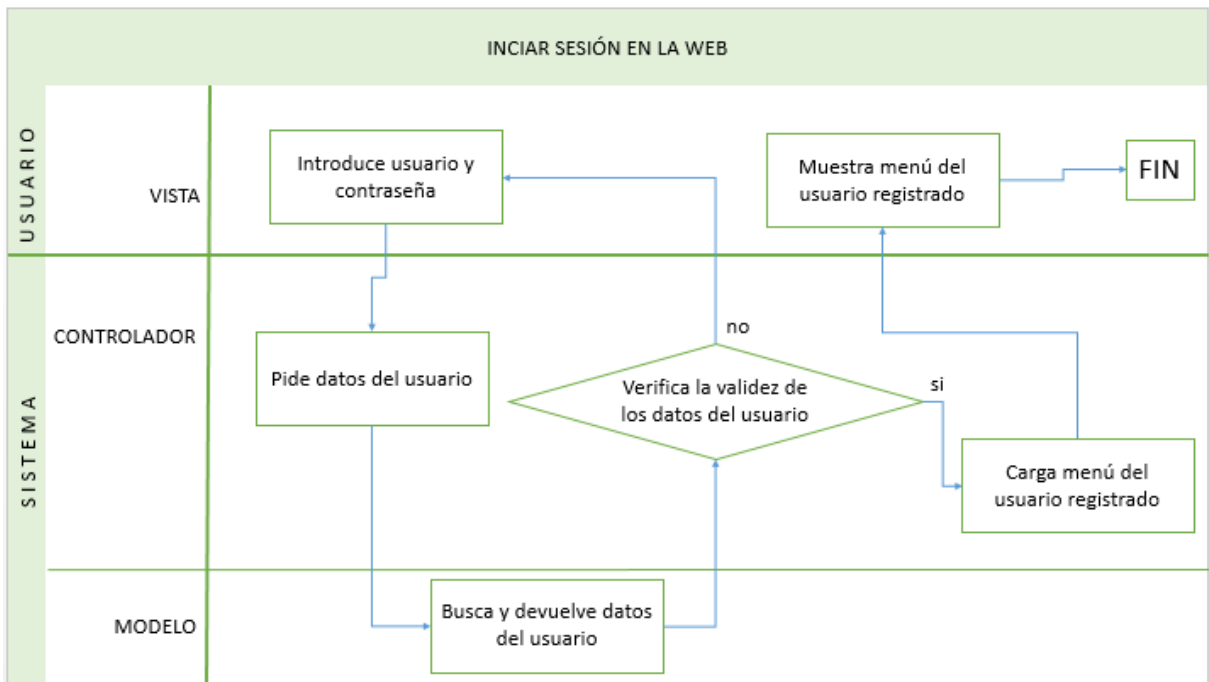 INCIAR SESIÓN EN LA WEB
USUARIO
VISTA
Introduce usuario y
contraseña
Muestra menú del
usuario registrado
FIN
SISTEMA
CONTROLADOR
Pide datos del usuario
no
Verifica la validez de
los datos del usuario
si
Carga menú del
usuario registrado
MODELO
Busca y devuelve datos
del usuario